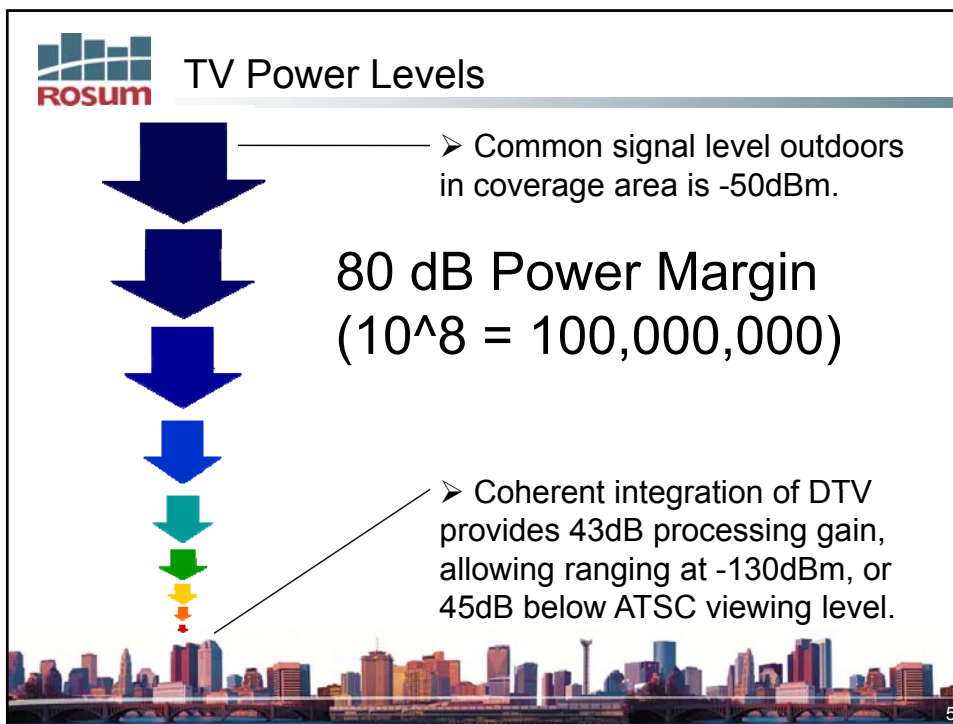 ROSUM
TV Power Levels
➢ Common signal level outdoors
in coverage area is -50dBm.
80 dB Power Margin
(10^8 = 100,000,000)
➢ Coherent integration of DTV
provides 43dB processing gain,
allowing ranging at -130dBm, or
45dB below ATSC viewing level.
5